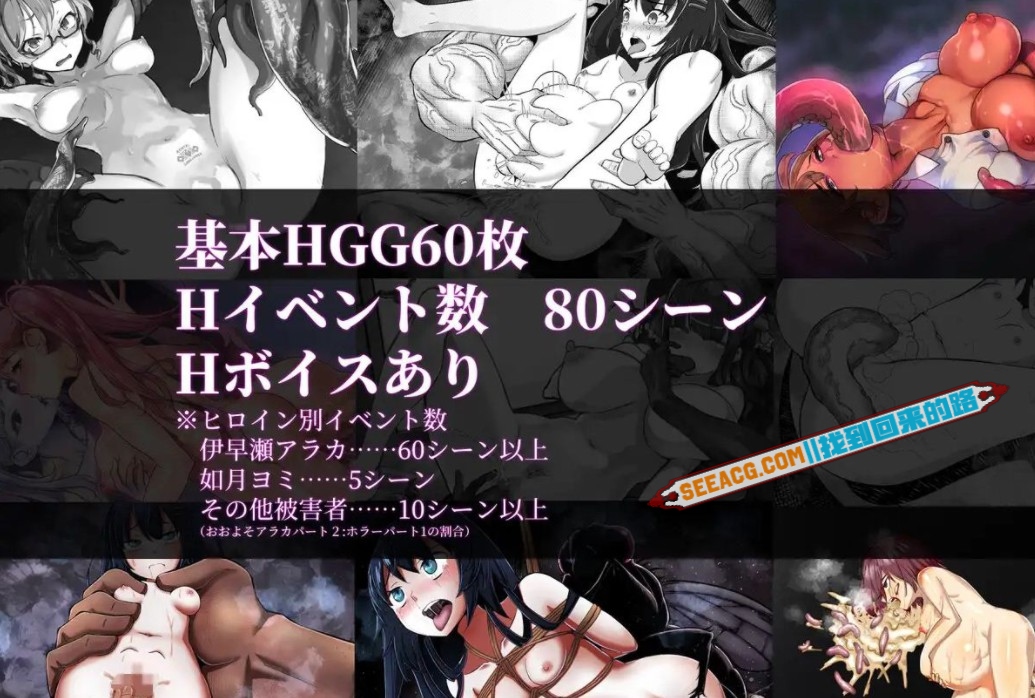 基本HGG60枚
Hイベント数　80シーン
Hボイスあり
※ヒロイン別イベント数
伊早瀬アラカ……60シーン以上
如月ヨミ……5シーン
その他被害者……10シーン以上
(おおよそアラカパート2:ホラーパート1の割合)
SEEACG.COM||找到回来的路